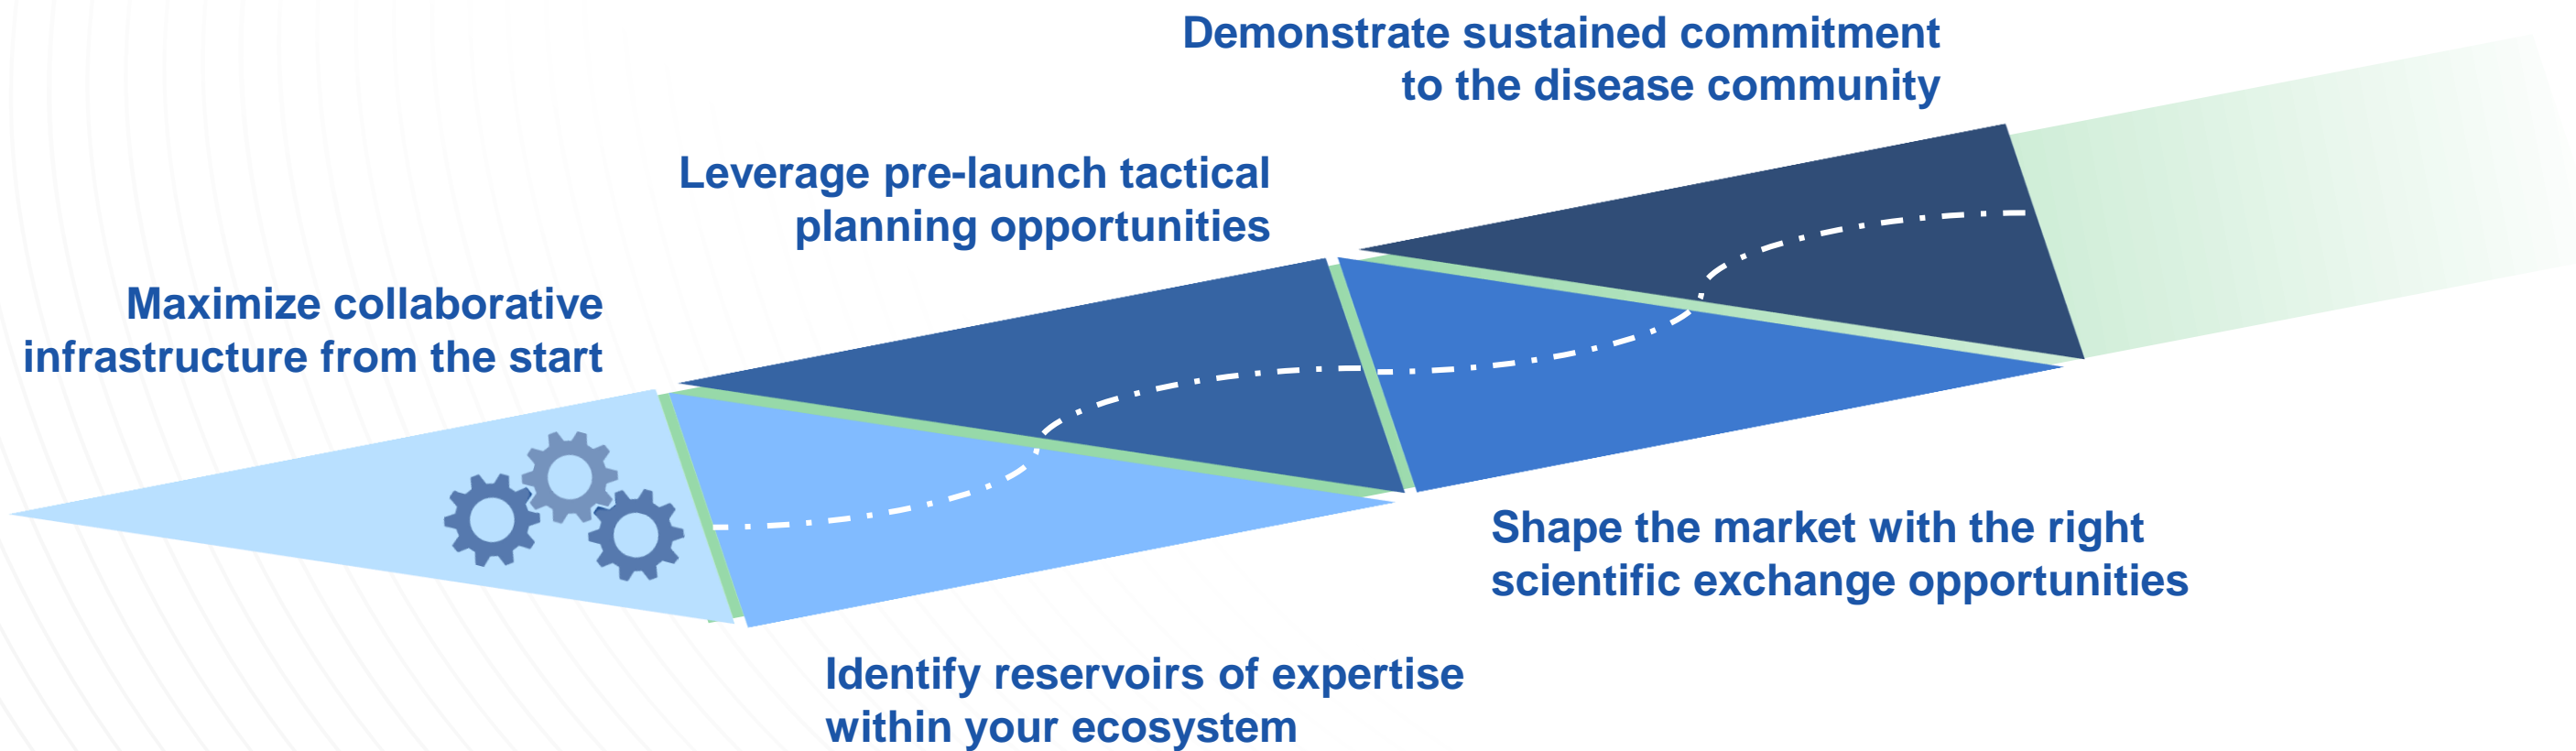 Demonstrate sustained commitment
to the disease community
Leverage pre-launch tactical
planning opportunities
Maximize collaborative
infrastructure from the start
Shape the market with the right
scientific exchange opportunities
Identify reservoirs of expertise
within your ecosystem